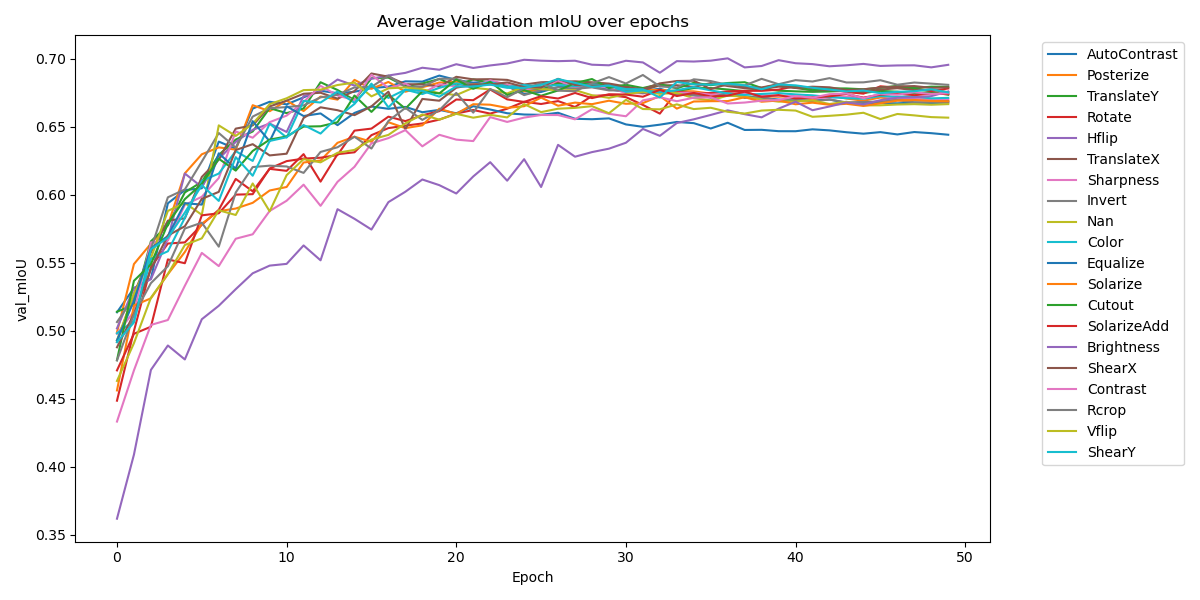 Average Validation mIoU over epochs
val_mIoU
0.70
0.65
0.60
0.55
0.50
0.45
0.40
0.35
0
10
20
30
40
50
Epoch
AutoContrast
Posterize
TranslateY
Rotate
Hflip
TranslateX
Sharpness
Invert
Nan
Color
Equalize
Solarize
Cutout
SolarizeAdd
Brightness
ShearX
Contrast
Rcrop
Vflip
ShearY